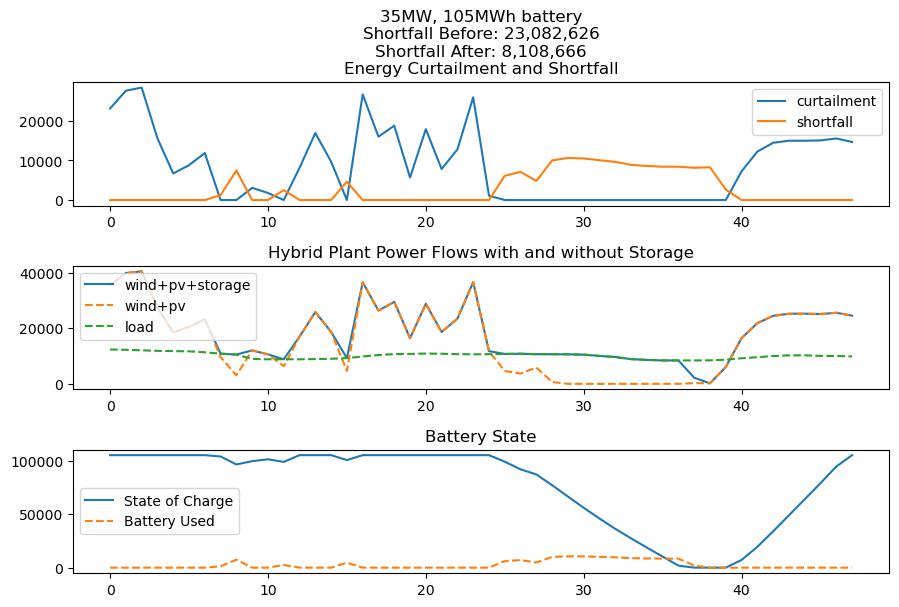 35MW, 105MWh battery
Shortfall Before: 23,082,626
Shortfall After: 8,108,666
Energy Curtailment and Shortfall
20000
10000
0
curtailment
shortfall
0 10 20 30 40
Hybrid Plant Power Flows with and without Storage
40000
20000
0
wind+pv+storage
wind+pv
load
0 10 20 30 40
Battery State
100000
50000
0
State of Charge
Battery Used
0 10 20 30 40